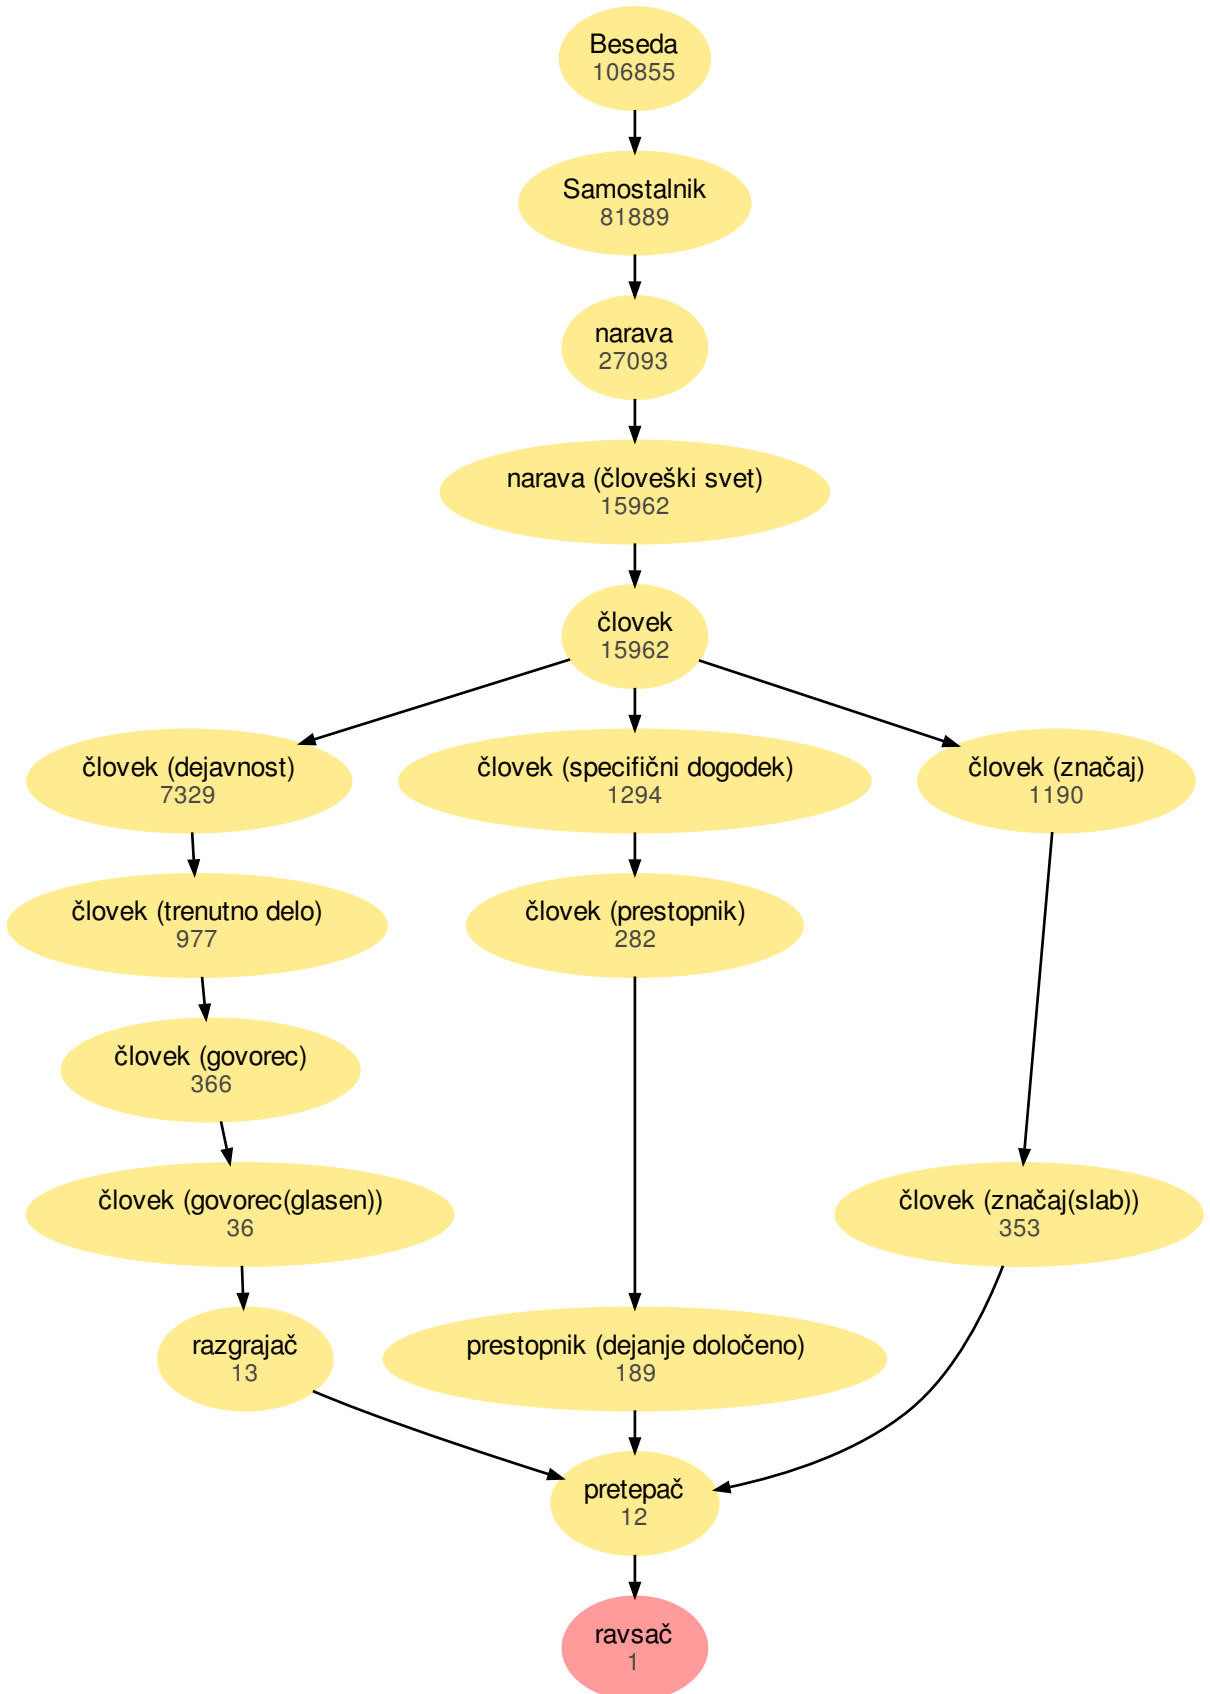 Beseda
106855
Samostalnik
81889
narava
27093
narava (človeški svet)
15962
človek
15962
človek (dejavnost)
7329
človek (specifični dogodek)
1294
človek (značaj)
1190
človek (trenutno delo)
977
človek (prestopnik)
282
človek (govorec)
366
človek (govorec(glasen))
36
človek (značaj(slab))
353
razgrajač
13
prestopnik (dejanje določeno)
189
pretepač
12
ravsač
1